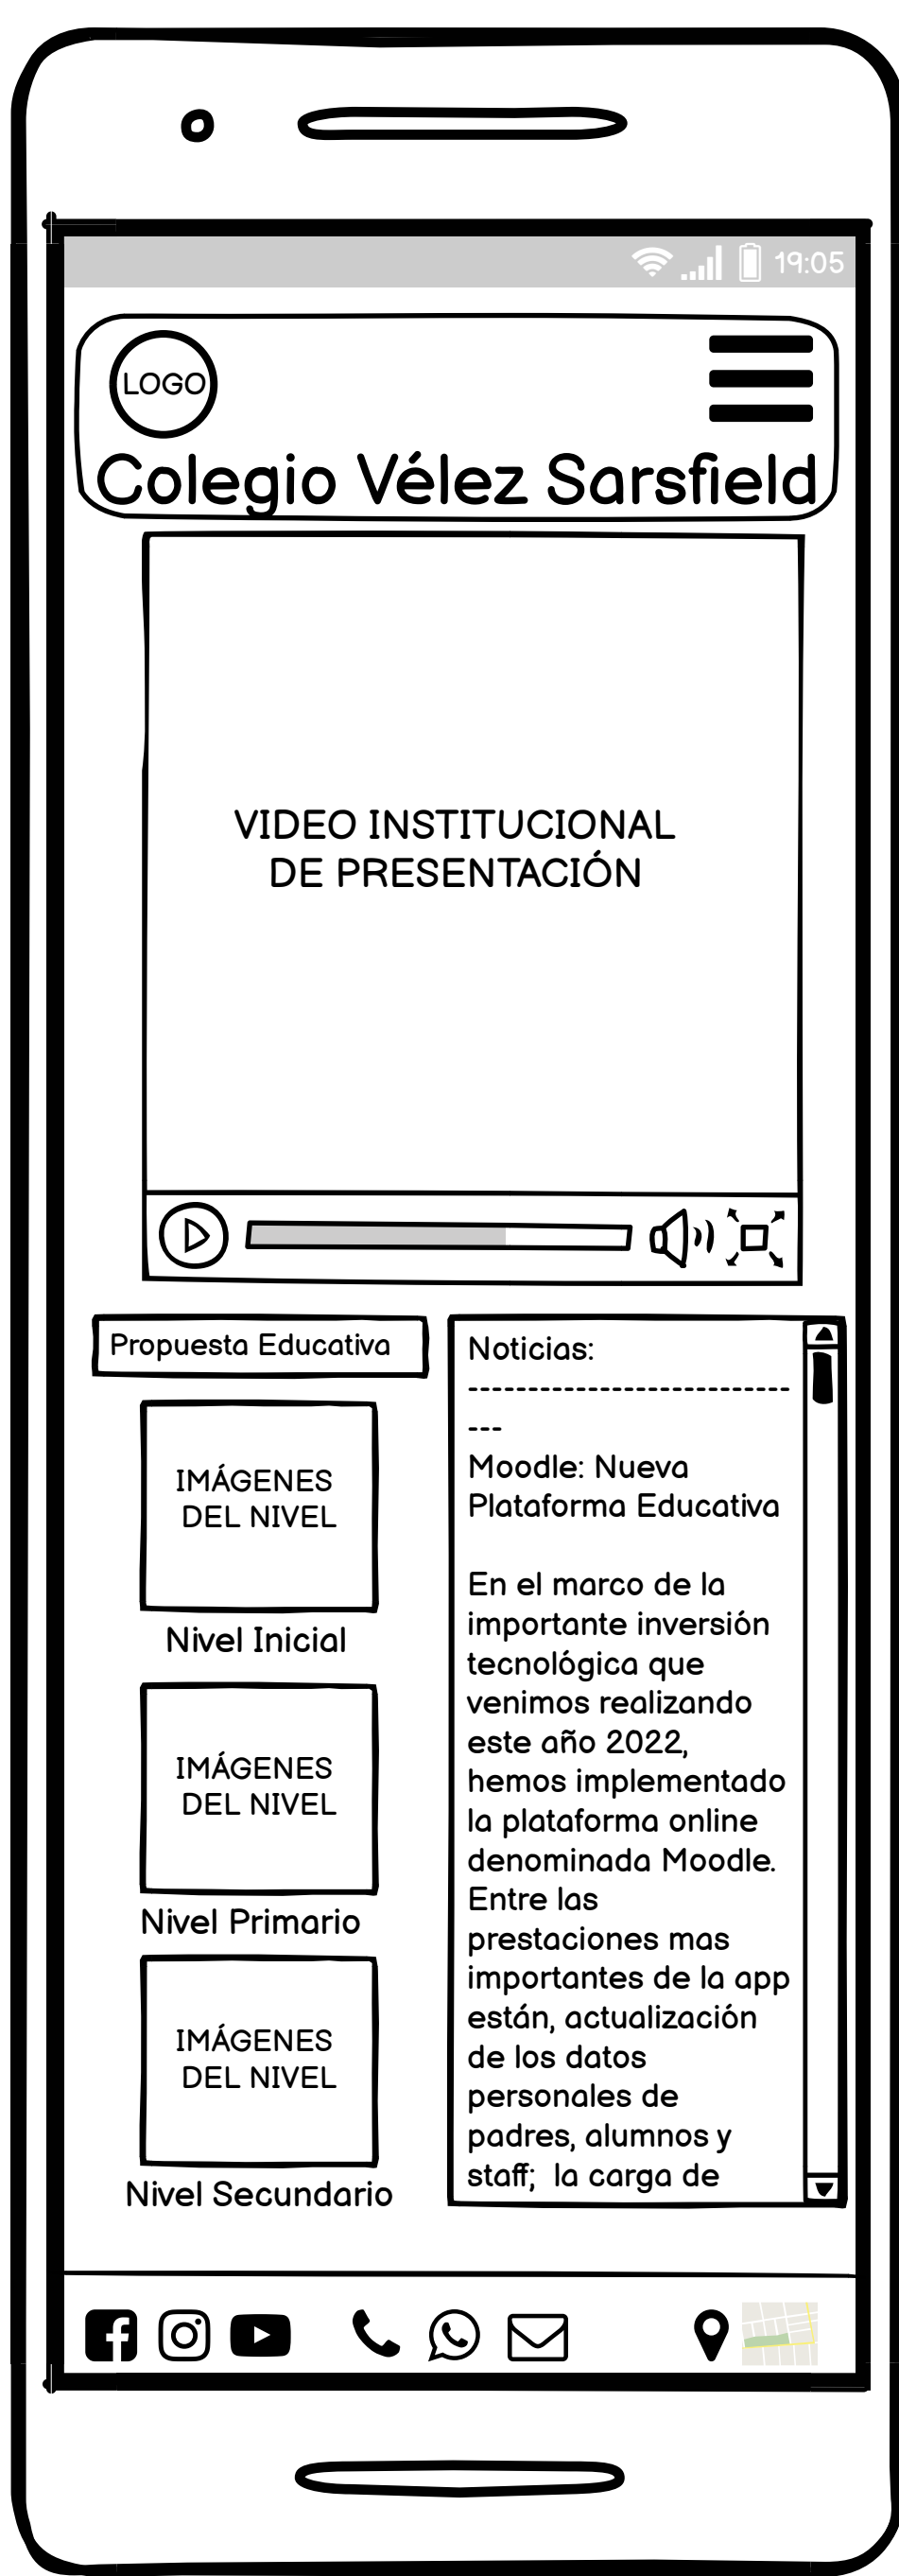 19:05
LOGO
Colegio Vélez Sarsfield
VIDEO INSTITUCIONAL
DE PRESENTACIÓN
Propuesta Educativa
IMÁGENES
DEL NIVEL
Nivel Inicial
IMÁGENES
DEL NIVEL
Nivel Primario
IMÁGENES
DEL NIVEL
Nivel Secundario
Noticias:
---------------------------
---
Moodle: Nueva
Plataforma Educativa
En el marco de la
importante inversión
tecnológica que
venimos realizando
este año 2022,
hemos implementado
la plataforma online
denominada Moodle.
Entre las
prestaciones mas
importantes de la app
están, actualización
de los datos
personales de
padres, alumnos y
staff;  la carga de